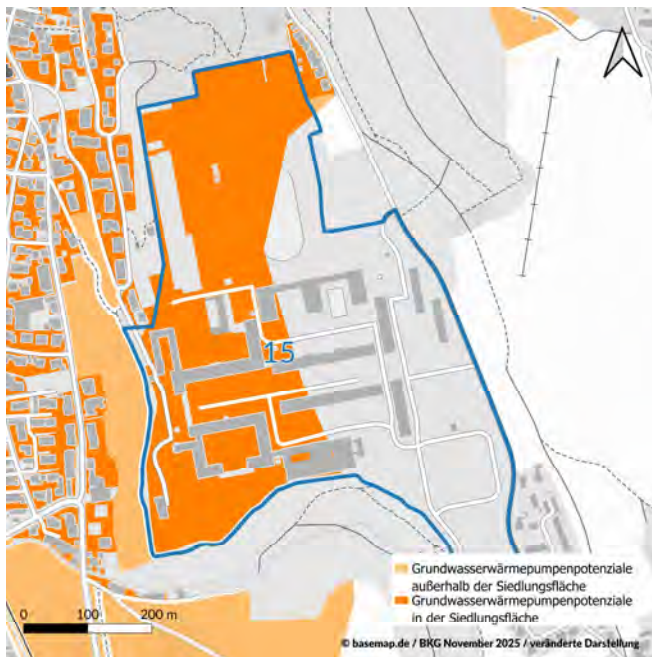 15
Grundwasserwärmepumpenpotenziale
außerhalb der Siedlungsfläche
Grundwasserwärmepumpenpotenziale
in der Siedlungsfläche
0 100 200 m
© basemap.de / BKG November 2025 / veränderte Darstellung